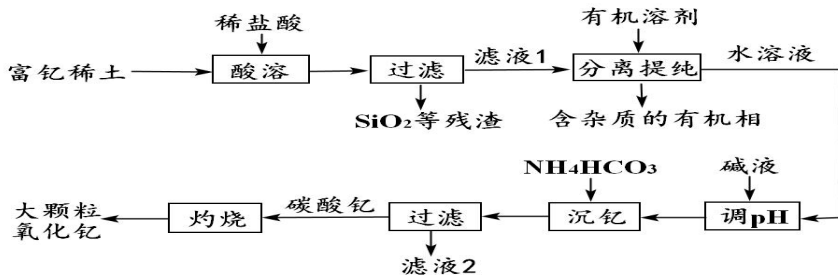 稀盐酸
有机溶剂
富钇稀土
酸溶
过滤
滤液1
分离提纯
水溶液
SiO₂等残渣
含杂质的有机相
NH₄HCO₃
碱液
大颗粒
氧化钇
灼烧
碳酸钇
过滤
沉钇
调pH
滤液2